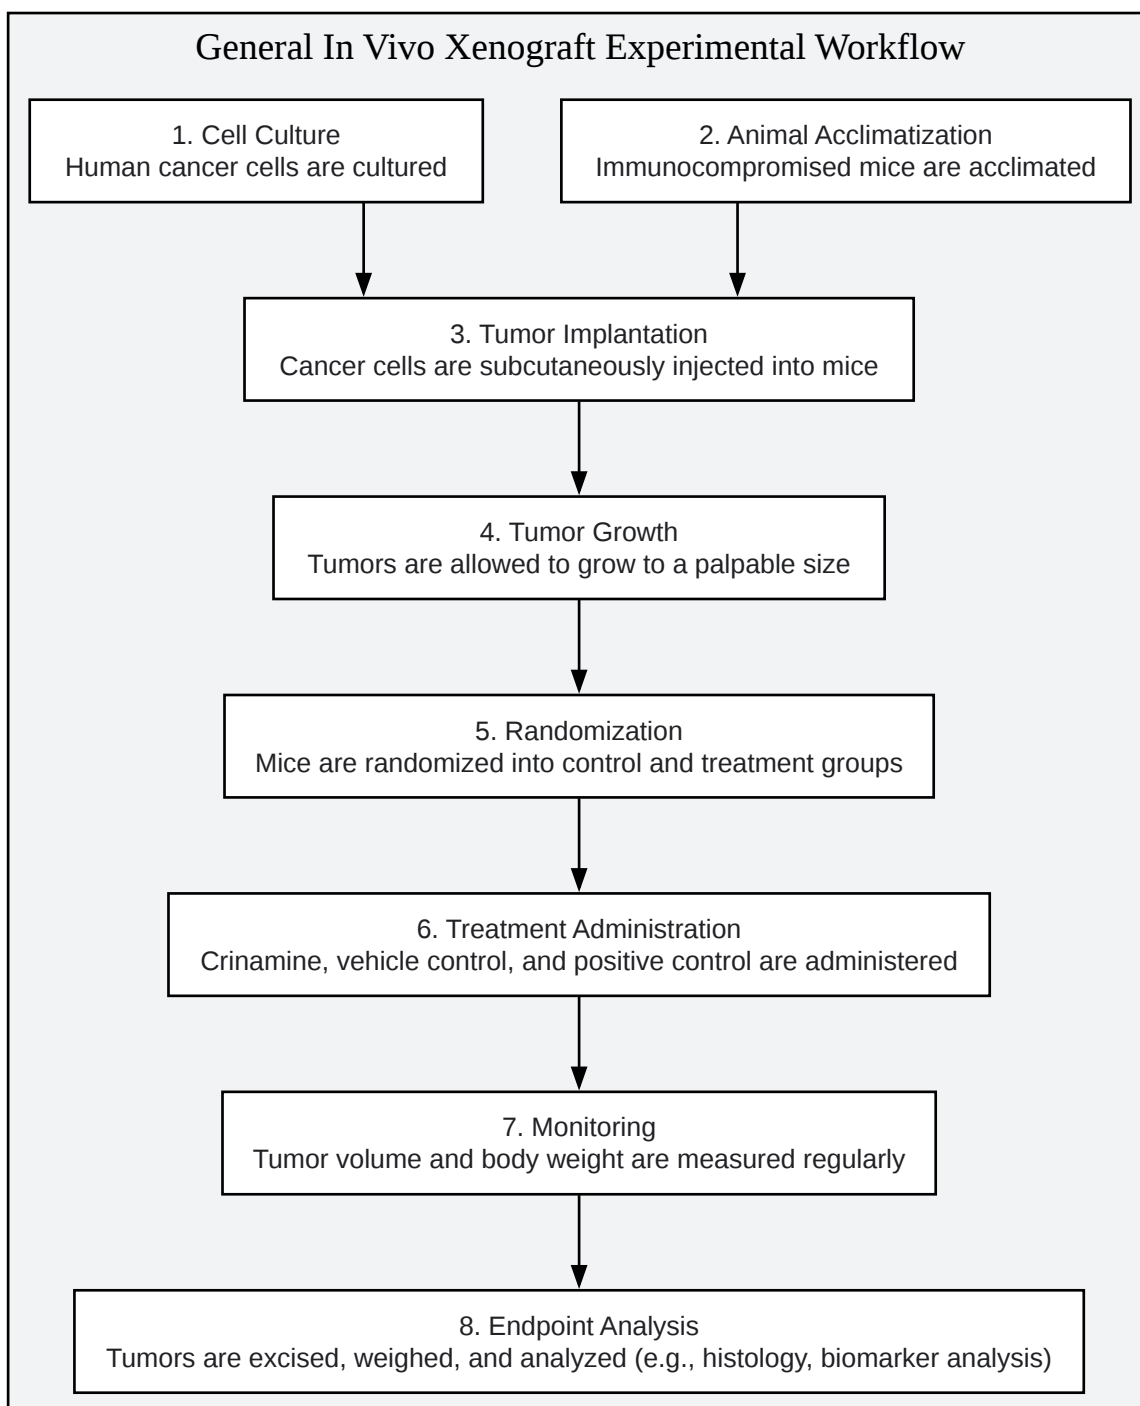 General In Vivo Xenograft Experimental Workflow
1. Cell Culture
Human cancer cells are cultured
2. Animal Acclimatization
Immunocompromised mice are acclimated
3. Tumor Implantation
Cancer cells are subcutaneously injected into mice
4. Tumor Growth
Tumors are allowed to grow to a palpable size
5. Randomization
Mice are randomized into control and treatment groups
6. Treatment Administration
Crinamine, vehicle control, and positive control are administered
7. Monitoring
Tumor volume and body weight are measured regularly
8. Endpoint Analysis
Tumors are excised, weighed, and analyzed (e.g., histology, biomarker analysis)